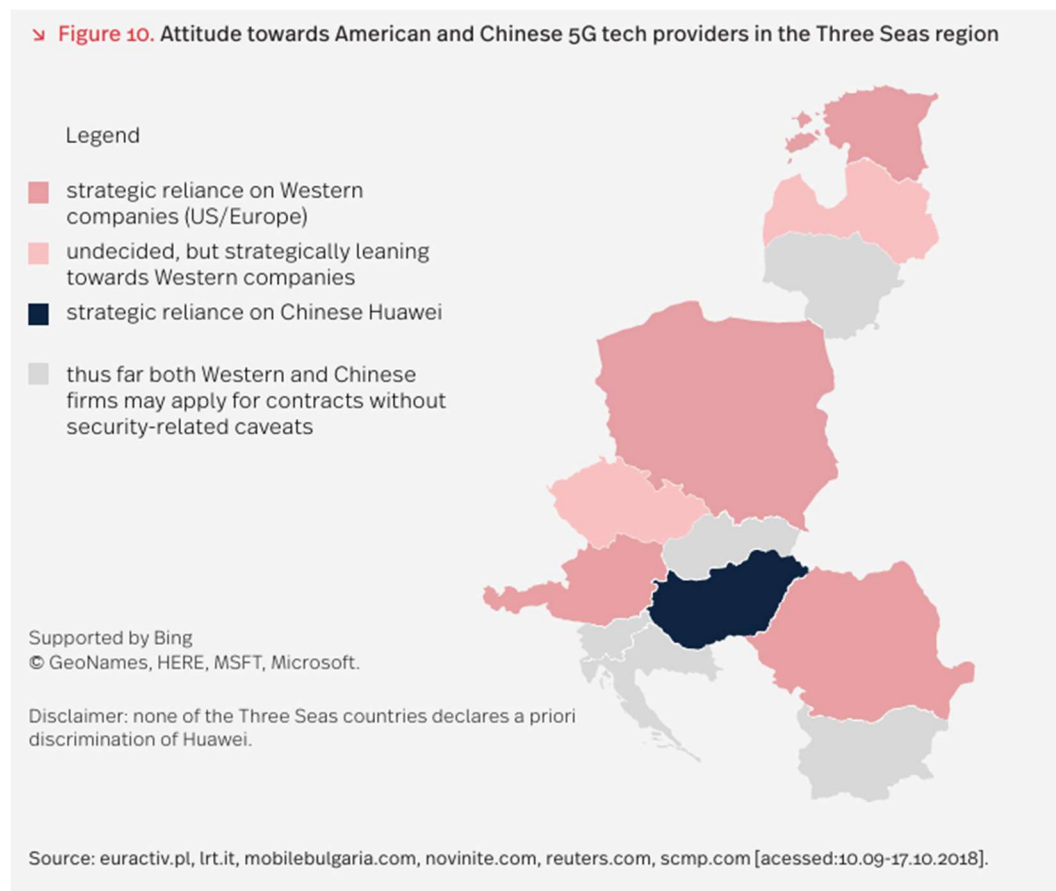 ↘ Figure 10. Attitude towards American and Chinese 5G tech providers in the Three Seas region
Legend
strategic reliance on Western
companies (US/Europe)
undecided, but strategically leaning
towards Western companies
strategic reliance on Chinese Huawei
thus far both Western and Chinese
firms may apply for contracts without
security-related caveats
Supported by Bing
© GeoNames, HERE, MSFT, Microsoft.
Disclaimer: none of the Three Seas countries declares a priori
discrimination of Huawei.
Source: euractiv.pl, lrt.it, mobilebulgaria.com, novinite.com, reuters.com, scmp.com [acessed:10.09-17.10.2018].